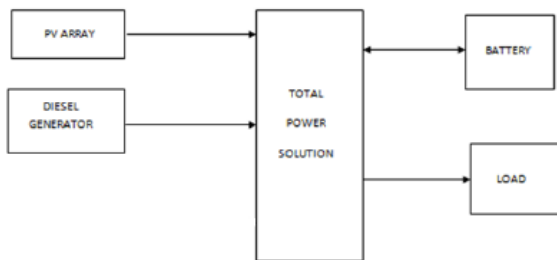 PV ARRAY
DIESEL
GENERATOR
TOTAL
POWER
SOLUTION
BATTERY
LOAD